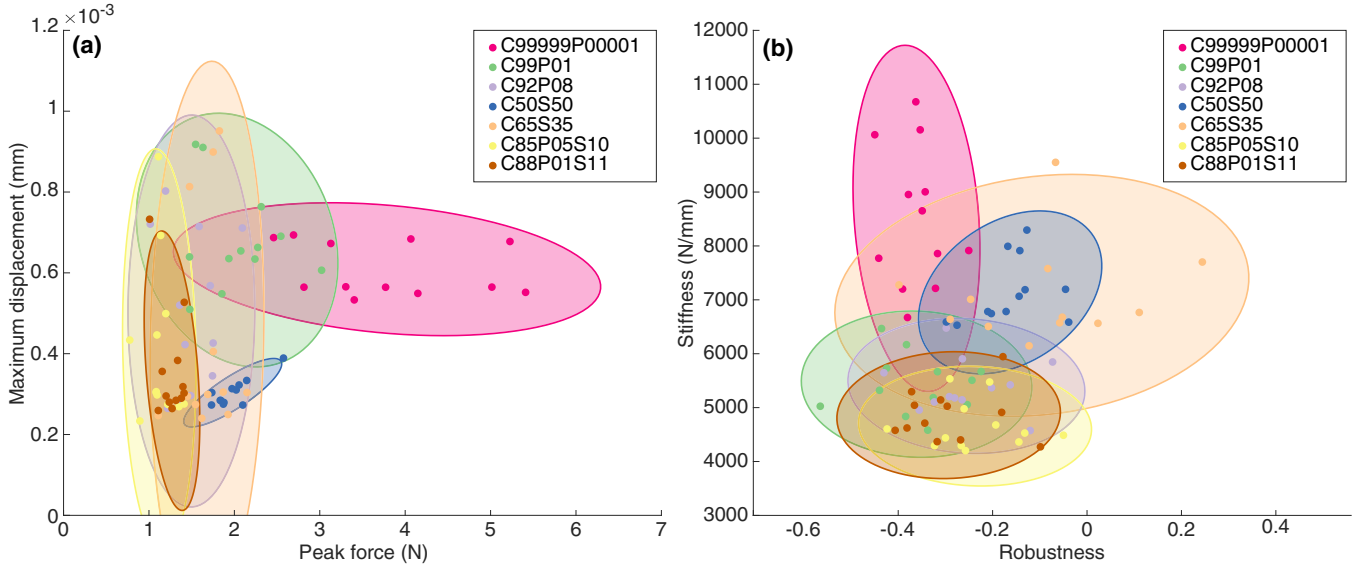 1.2 ×10⁻³
(a)
C99999P00001
C99P01
C92P08
C50S50
C65S35
C85P05S10
C88P01S11
1
0.8
0.6
0.4
0.2
0
Maximum displacement (mm)
0 1 2 3 4 5 6 7
Peak force (N)
(b)
C99999P00001
C99P01
C92P08
C50S50
C65S35
C85P05S10
C88P01S11
12000
11000
10000
9000
8000
7000
6000
5000
4000
3000
Stiffness (N/mm)
-0.6 -0.4 -0.2 0 0.2 0.4
Robustness